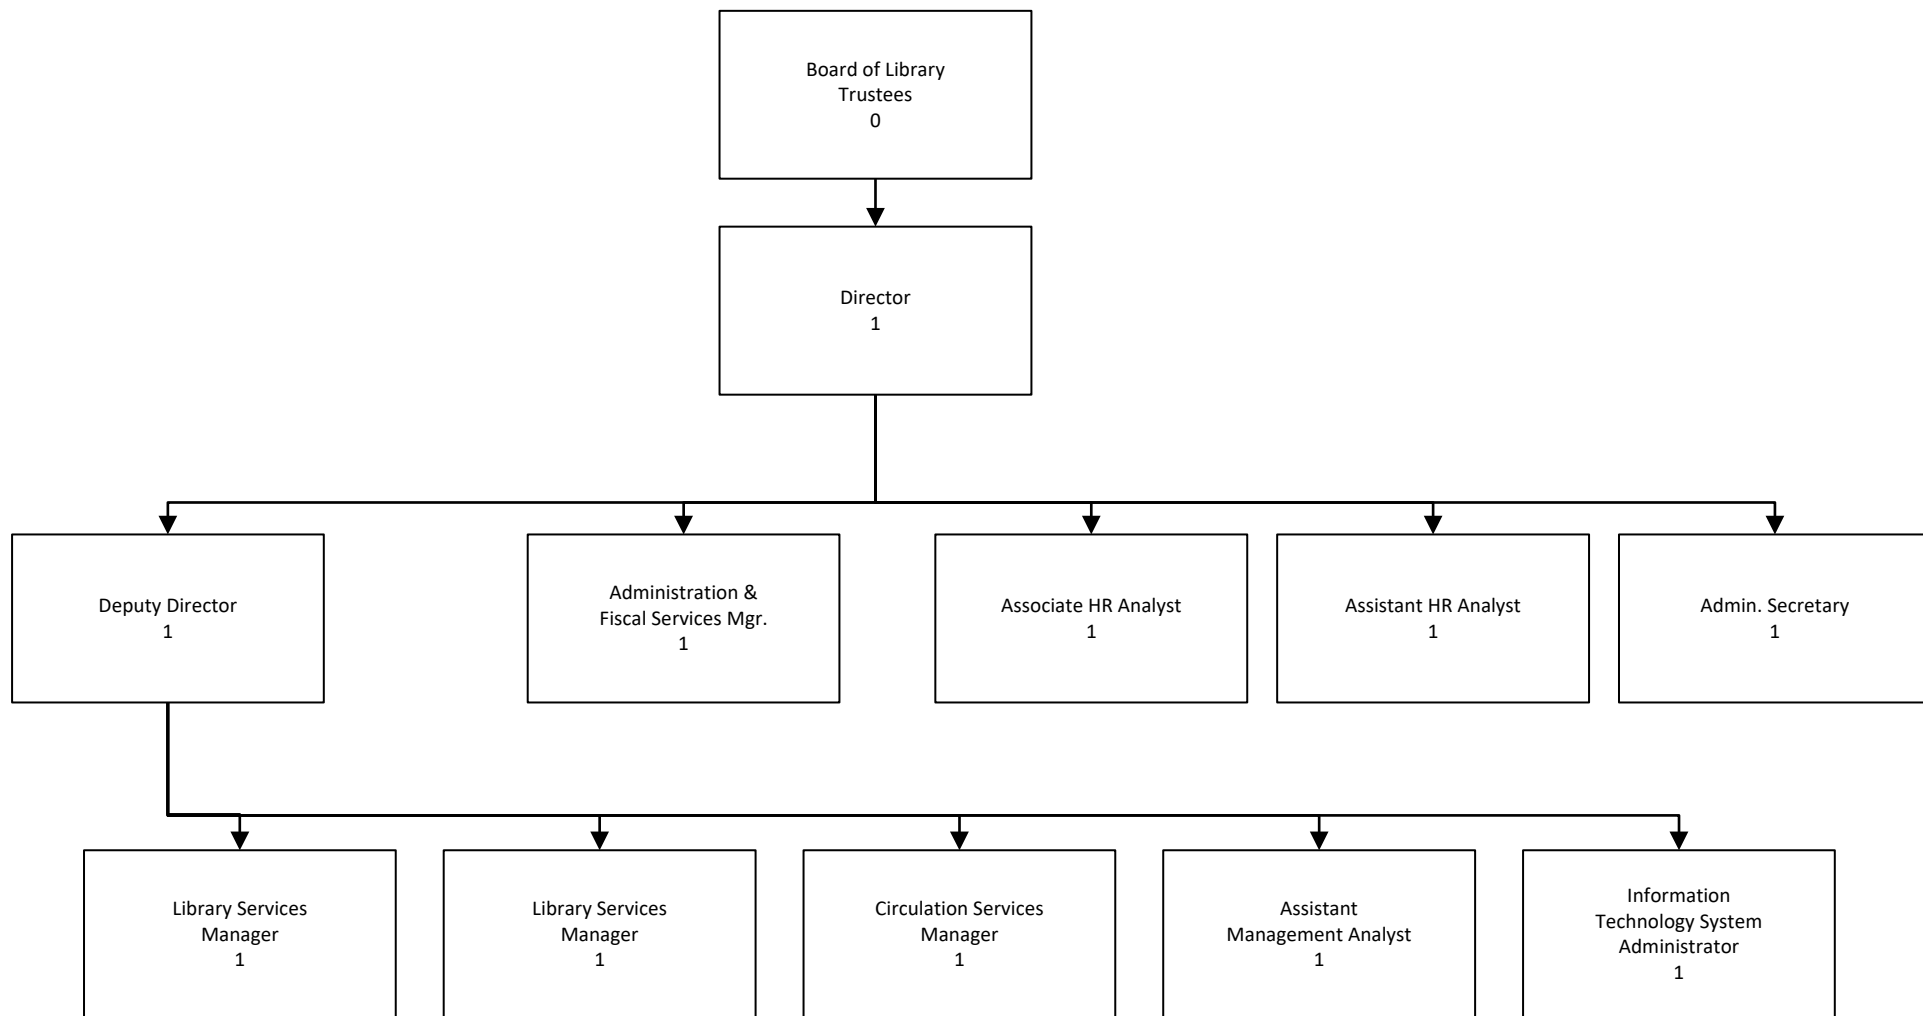 Board of Library
Trustees
0
Director
1
Deputy Director
1
Administration &
Fiscal Services Mgr.
1
Associate HR Analyst
1
Assistant HR Analyst
1
Admin. Secretary
1
Library Services
Manager
1
Library Services
Manager
1
Circulation Services
Manager
1
Assistant
Management Analyst
1
Information
Technology System
Administrator
1